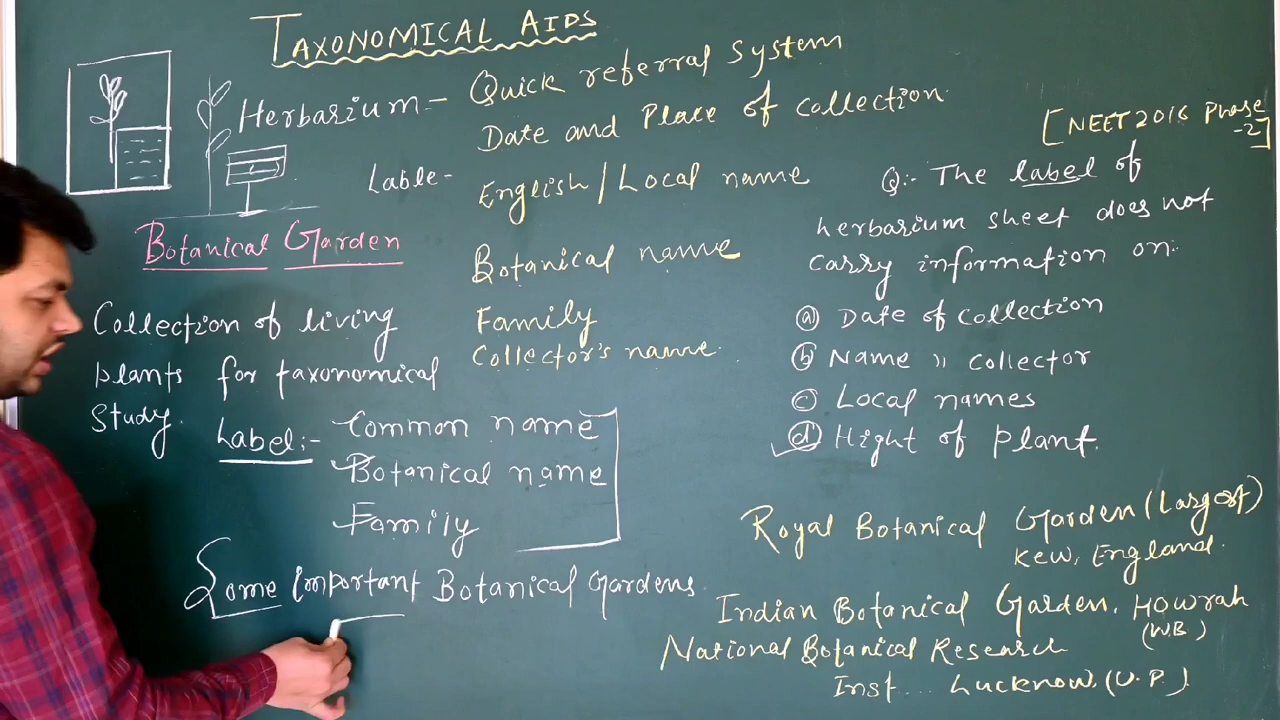 TAXONOMICAL AIDS
Herbarium - Quick referral system
Lable - Date and Place of collection
English/Local name
Botanical name
Family
Collector's name
Botanical Garden
Collection of living
plants for taxonomical
study.
Label:- Common name
Botanical name
Family
Some Important Botanical Gardens
[NEET 2016 Phase
-2]
Q:- The label of
herbarium sheet does not
carry information on:
(a) Date of collection
(b) Name " collector
(c) Local names
(d) Hight of plant.
Royal Botanical Garden (Largest)
Kew, England.
Indian Botanical Garden, Howrah
(W.B)
National Botanical Research
Inst... Lucknow. (U.P.)